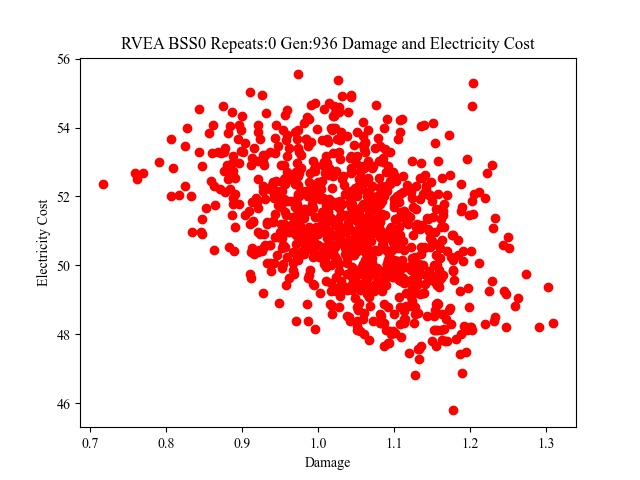 RVEA BSS0 Repeats:0 Gen:936 Damage and Electricity Cost
56
54
52
50
48
46
Electricity Cost
0.7 0.8 0.9 1.0 1.1 1.2 1.3
Damage